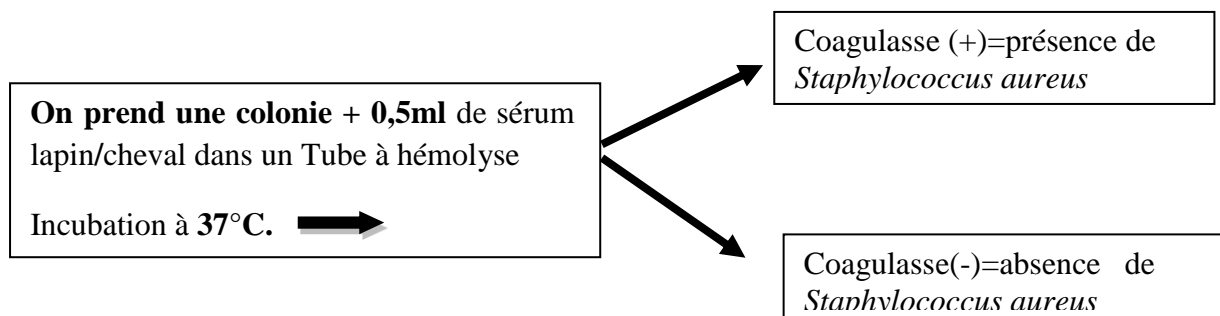 Coagulasse (+)=présence de
Staphylococcus aureus
On prend une colonie + 0,5ml de sérum
lapin/cheval dans un Tube à hémolyse
Incubation à 37°C.
Coagulasse(-)=absence de
Staphylococcus aureus